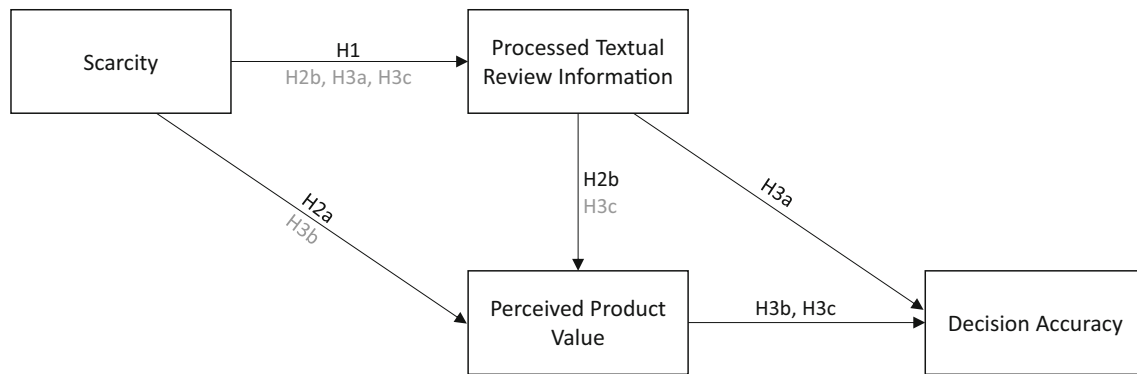 Scarcity
H1
H2b, H3a, H3c
Processed Textual
Review Information
H2a
H3b
H2b
H3c
H3a
Perceived Product
Value
H3b, H3c
Decision Accuracy